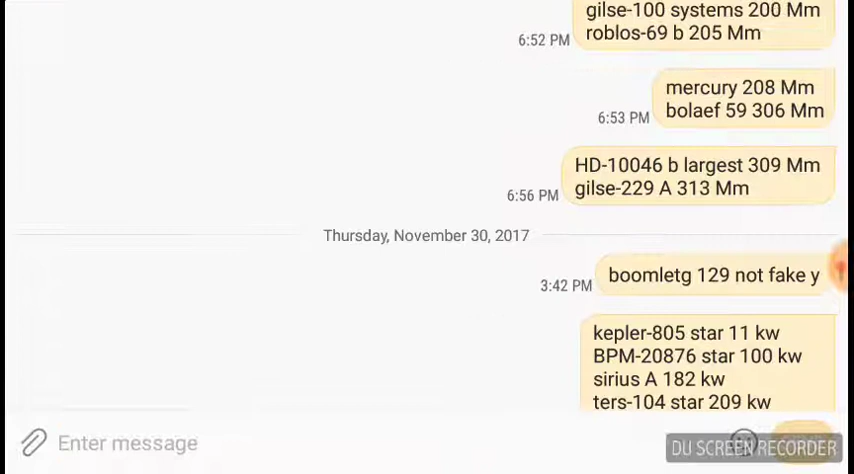 gilse-100 systems 200 Mm
roblos-69 b 205 Mm
6:52 PM
mercury 208 Mm
bolaef 59 306 Mm
6:53 PM
HD-10046 b largest 309 Mm
gilse-229 A 313 Mm
6:56 PM
Thursday, November 30, 2017
boomletg 129 not fake y
3:42 PM
kepler-805 star 11 kw
BPM-20876 star 100 kw
sirius A 182 kw
ters-104 star 209 kw
Enter message
DU SCREEN RECORDER